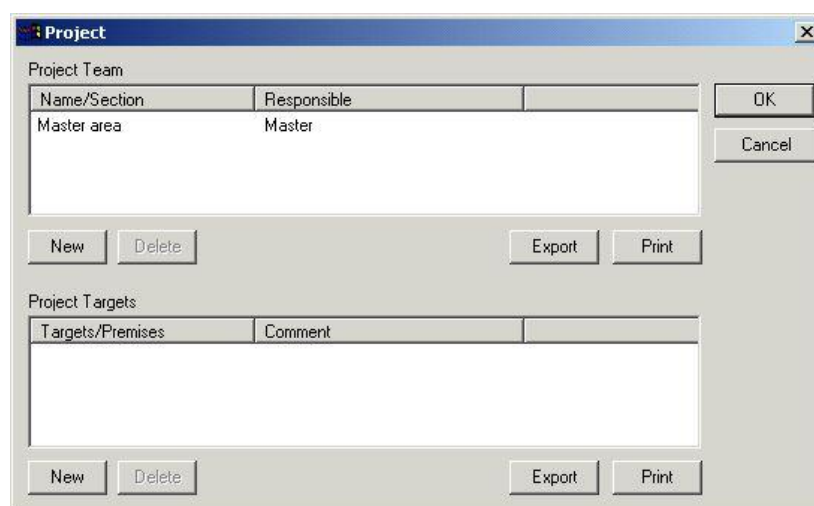 Project
Project Team
Name/Section Responsible
Master area Master
OK
Cancel
New Delete Export Print
Project Targets
Targets/Premises Comment
New Delete Export Print